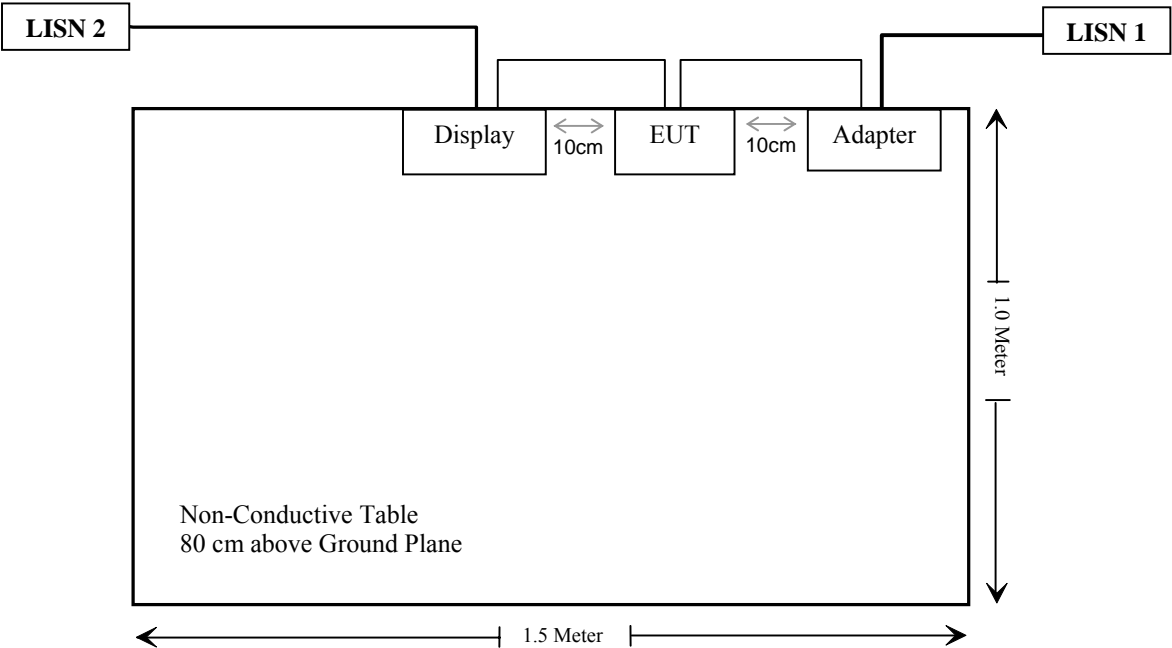 LISN 2
LISN 1
Display
10cm
EUT
10cm
Adapter
1.0 Meter
Non-Conductive Table
80 cm above Ground Plane
1.5 Meter